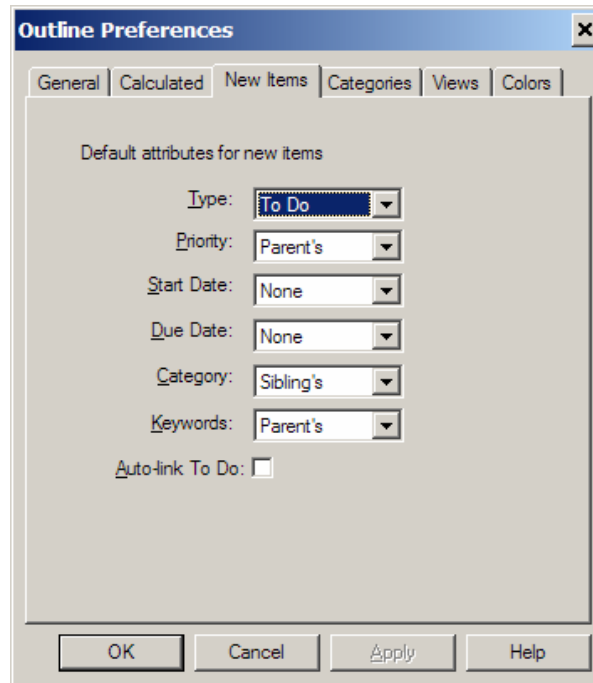 Outline Preferences
General Calculated New Items Categories Views Colors
Default attributes for new items
Type: To Do
Priority: Parent's
Start Date: None
Due Date: None
Category: Sibling's
Keywords: Parent's
Auto-link To Do:
OK Cancel Apply Help